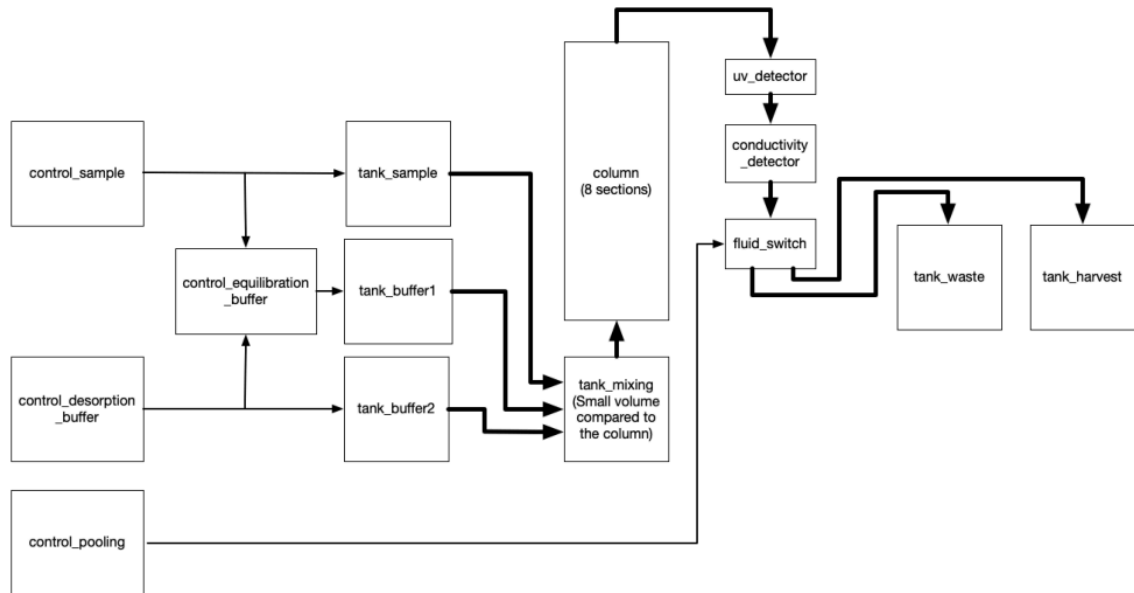 uv_detector
control_sample
tank_sample
column
(8 sections)
conductivity
_detector
fluid_switch
control_equilibration
_buffer
tank_buffer1
tank_waste
tank_harvest
control_desorption
_buffer
tank_buffer2
tank_mixing
(Small volume
compared to
the column)
control_pooling